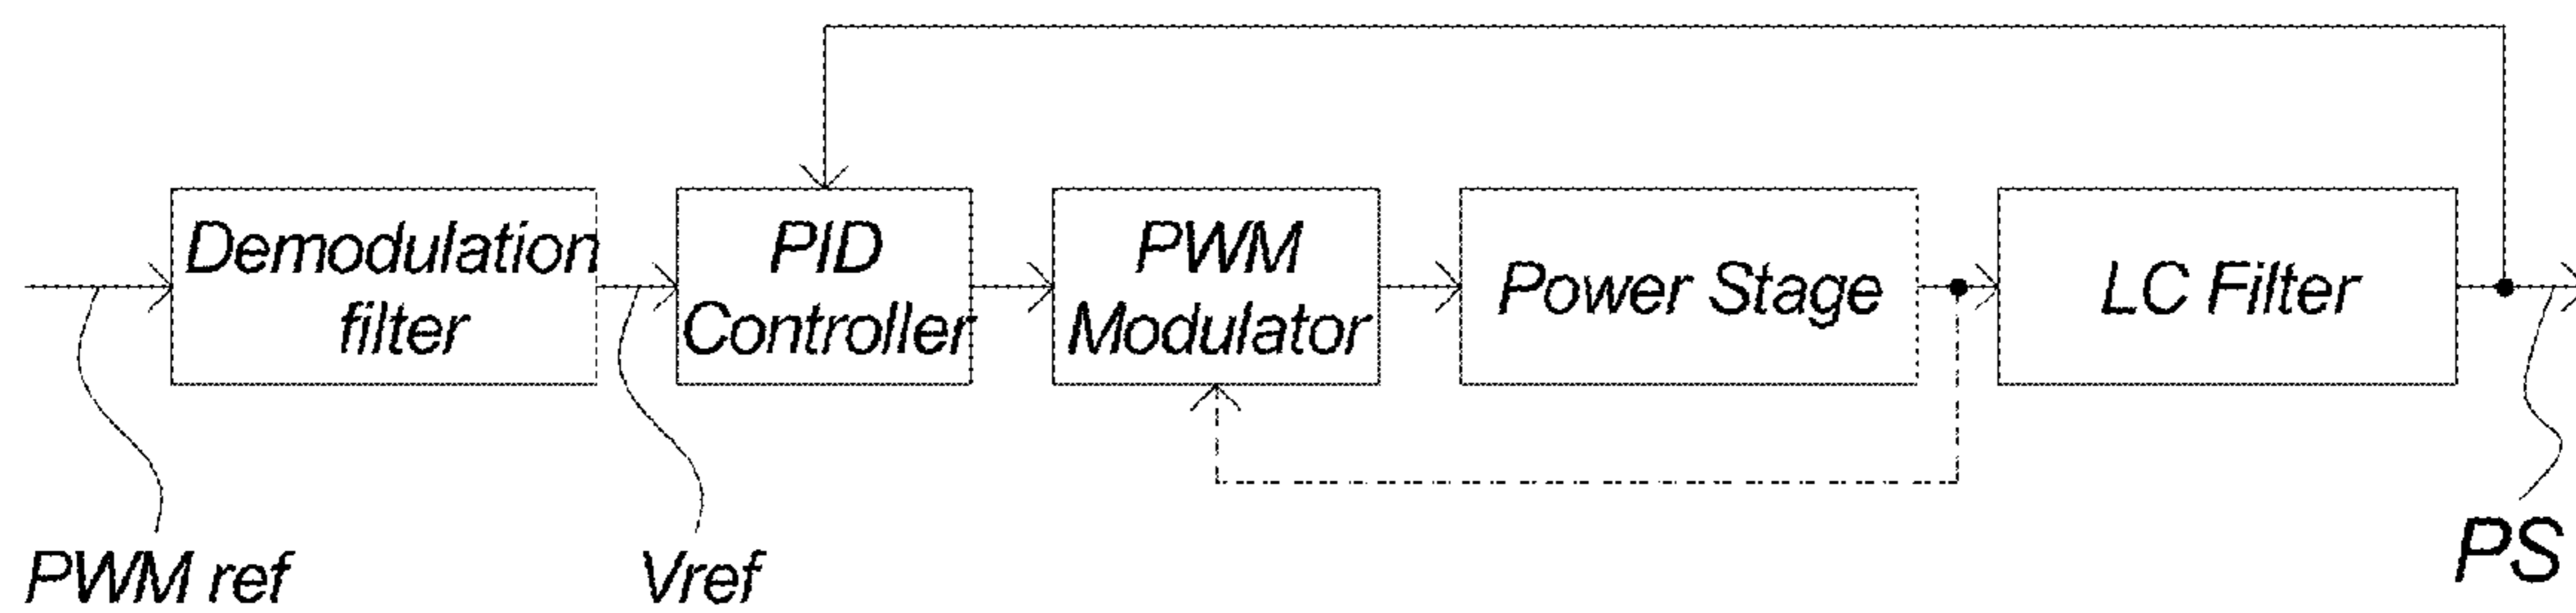 Demodulation
filter
PID
Controller
PWM
Modulator
Power Stage
LC Filter
PWM ref
Vref
PS